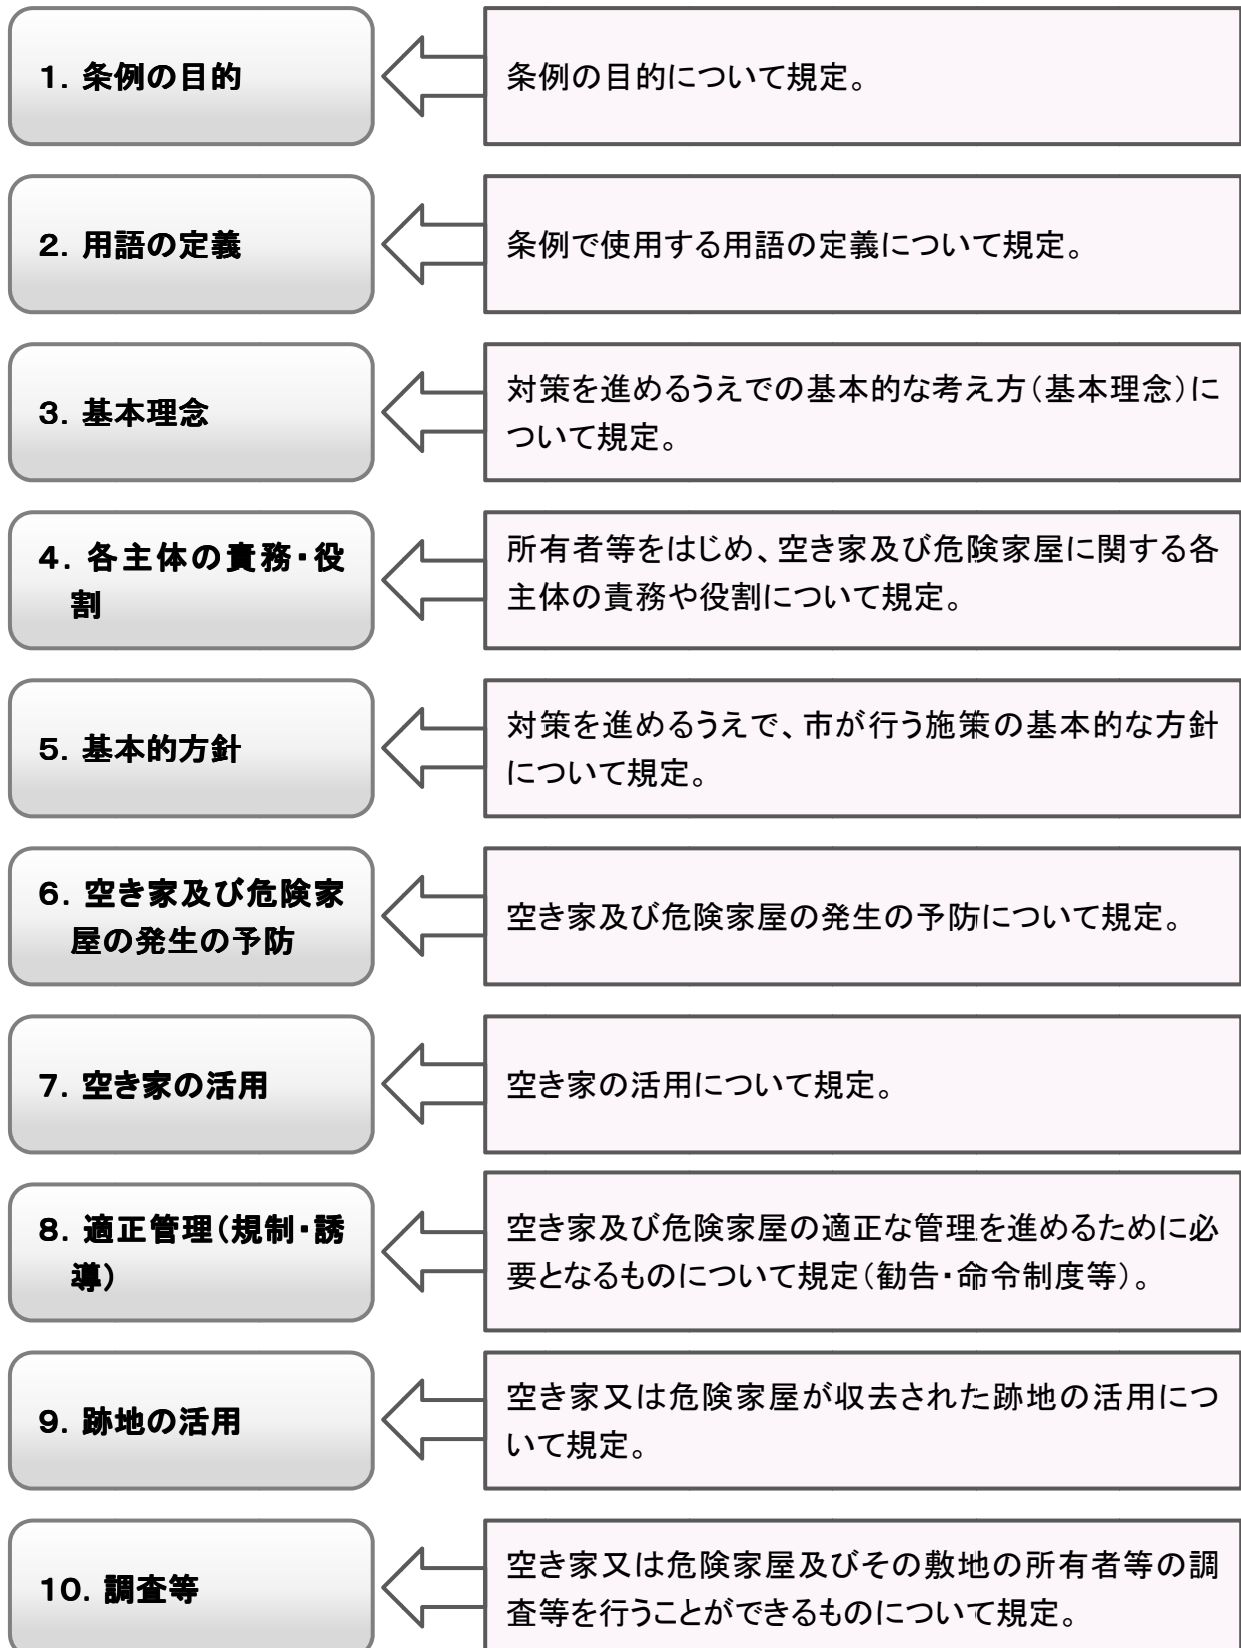 1. 条例の目的
条例の目的について規定。
2. 用語の定義
条例で使用する用語の定義について規定。
3. 基本理念
対策を進めるうえでの基本的な考え方(基本理念)に
ついて規定。
4. 各主体の責務・役
割
所有者等をはじめ、空き家及び危険家屋に関する各
主体の責務や役割について規定。
5. 基本的方針
対策を進めるうえで、市が行う施策の基本的な方針
について規定。
6. 空き家及び危険家
屋の発生の予防
空き家及び危険家屋の発生の予防について規定。
7. 空き家の活用
空き家の活用について規定。
8. 適正管理(規制・誘
導)
空き家及び危険家屋の適正な管理を進めるために必
要となるものについて規定(勧告・命令制度等)。
9. 跡地の活用
空き家又は危険家屋が収去された跡地の活用につ
いて規定。
10. 調査等
空き家又は危険家屋及びその敷地の所有者等の調
査等を行うことができるものについて規定。